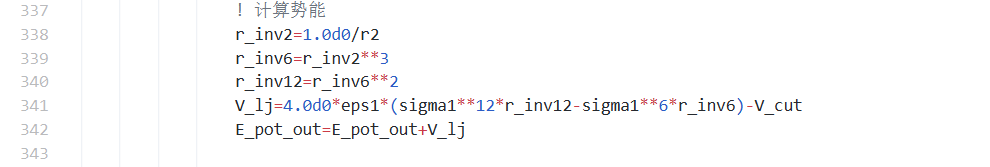 337 ! 计算势能
338 r_inv2=1.0d0/r2
339 r_inv6=r_inv2**3
340 r_inv12=r_inv6**2
341 V_lj=4.0d0*eps1*(sigma1**12*r_inv12-sigma1**6*r_inv6)-V_cut
342 E_pot_out=E_pot_out+V_lj
343